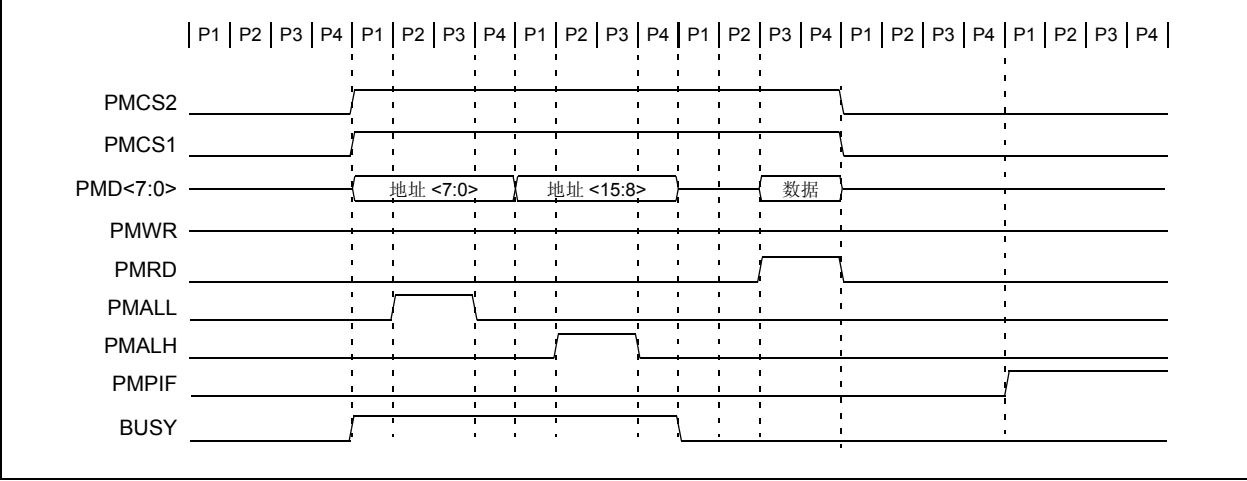 P1 P2 P3 P4 P1 P2 P3 P4 P1 P2 P3 P4 P1 P2 P3 P4 P1 P2 P3 P4 P1 P2 P3 P4
PMCS2
PMCS1
PMD<7:0> 地址 <7:0> 地址 <15:8> 数据
PMWR
PMRD
PMALL
PMALH
PMPIF
BUSY